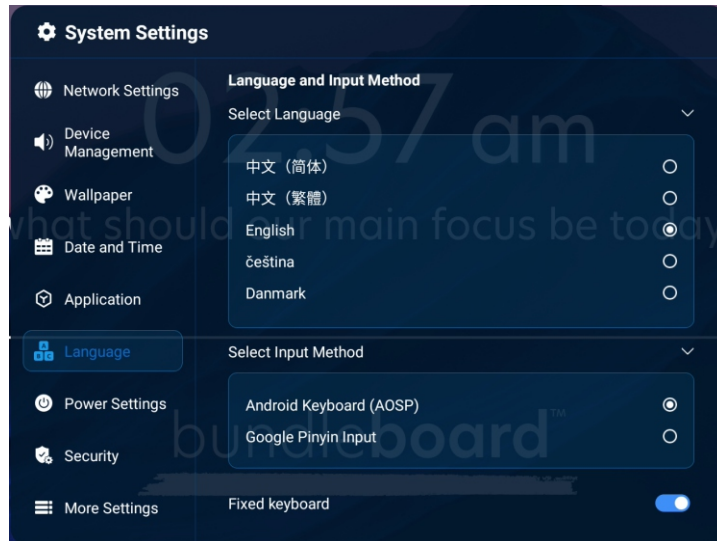 System Settings
Network Settings
Device
Management
Wallpaper
Date and Time
Application
Language
Power Settings
Security
More Settings
Language and Input Method
Select Language
中文（简体）
中文（繁體）
English
čeština
Danmark
Select Input Method
Android Keyboard (AOSP)
Google Pinyin Input
Fixed keyboard
02:57 am
what should our main focus be today
bundleboard™